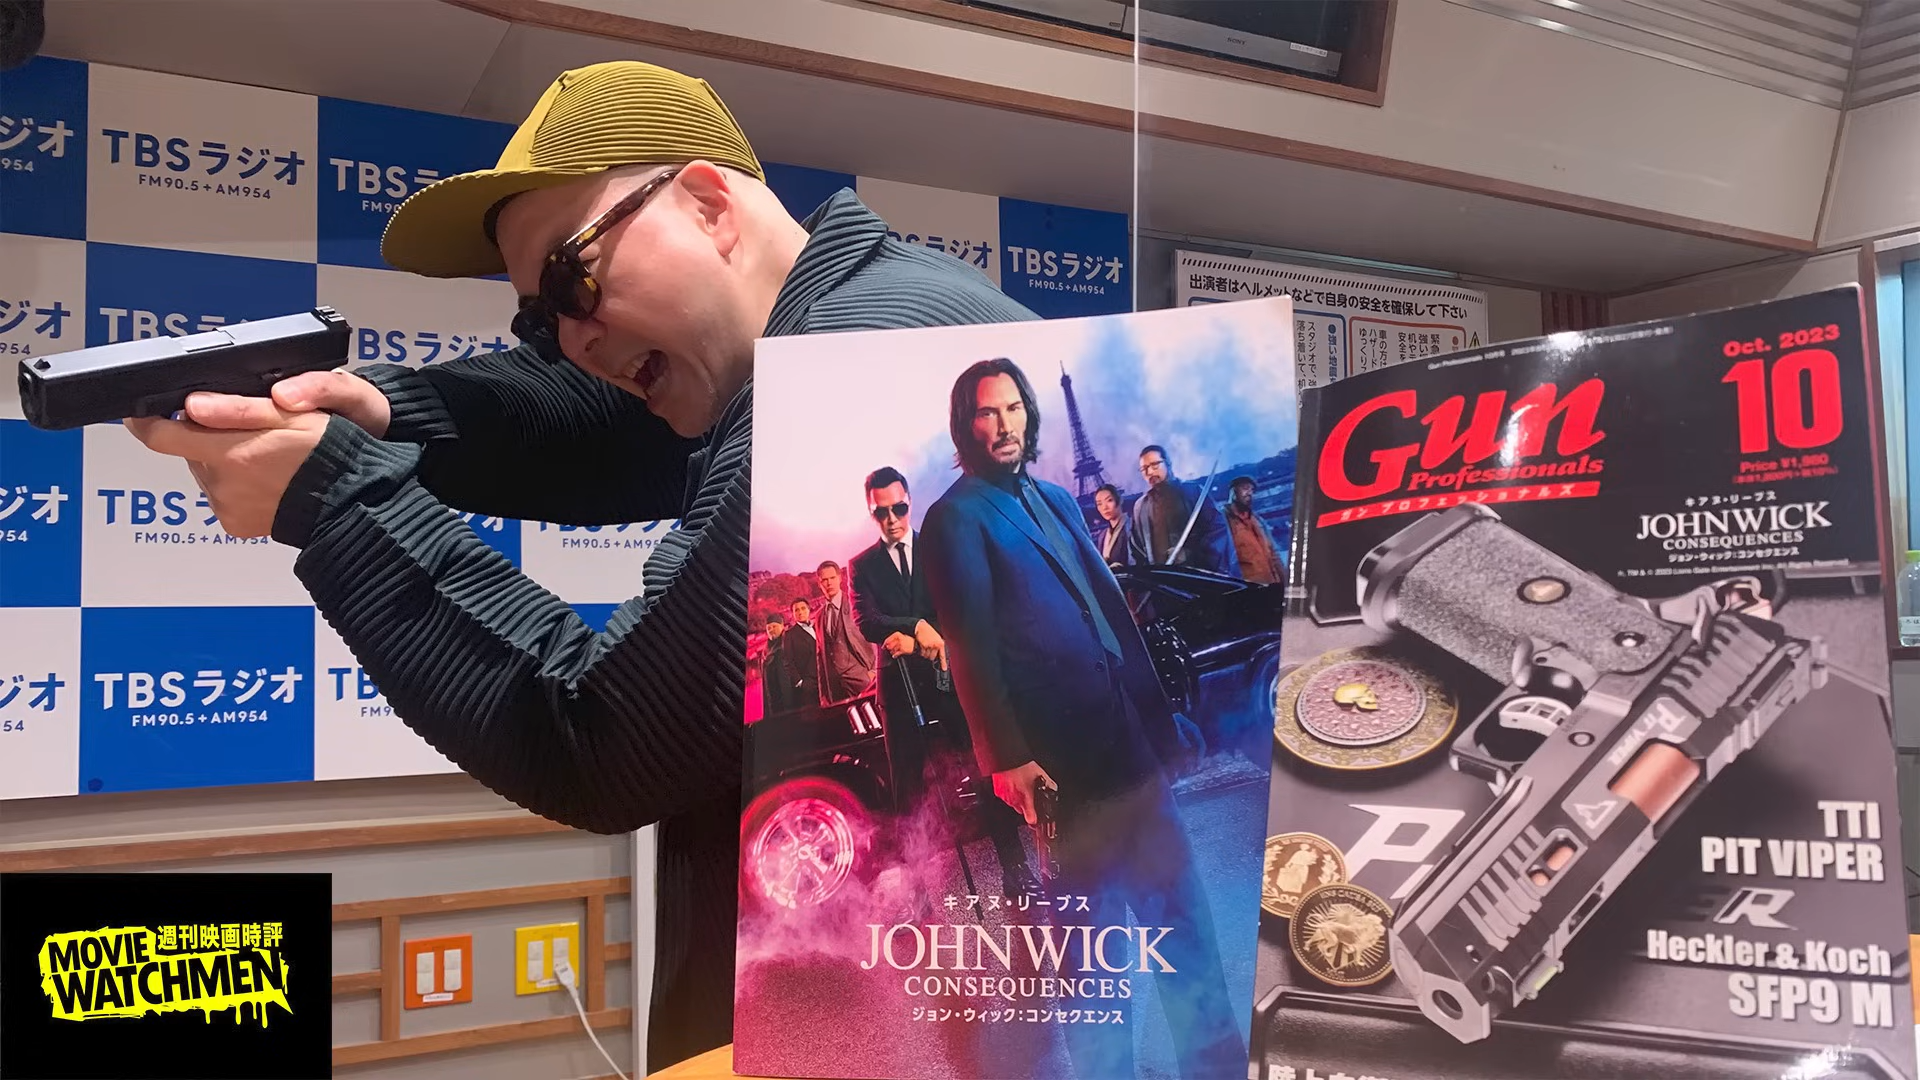 TBSラジオ
FM90.5+AM954
TBSラジオ
FM90.5+AM954
TBSラジオ
FM90.5+AM954
TBSラジオ
FM90.5+AM954
SONY
出演者はヘルメットなどで自身の安全を確保して下さい
キアヌ・リーブス
JOHN WICK
CONSEQUENCES
ジョン・ウィック:コンセクエンス
Oct. 2023
10
Gun
Professionals
ガン プロフェッショナルズ
Price ¥1,980
キアヌ・リーブス
JOHN WICK
CONSEQUENCES
ジョン・ウィック:コンセクエンス
PIT VIPER
TTI
PIT VIPER
Heckler & Koch
SFP9 M
MOVIE 週刊映画時評
WATCHMEN